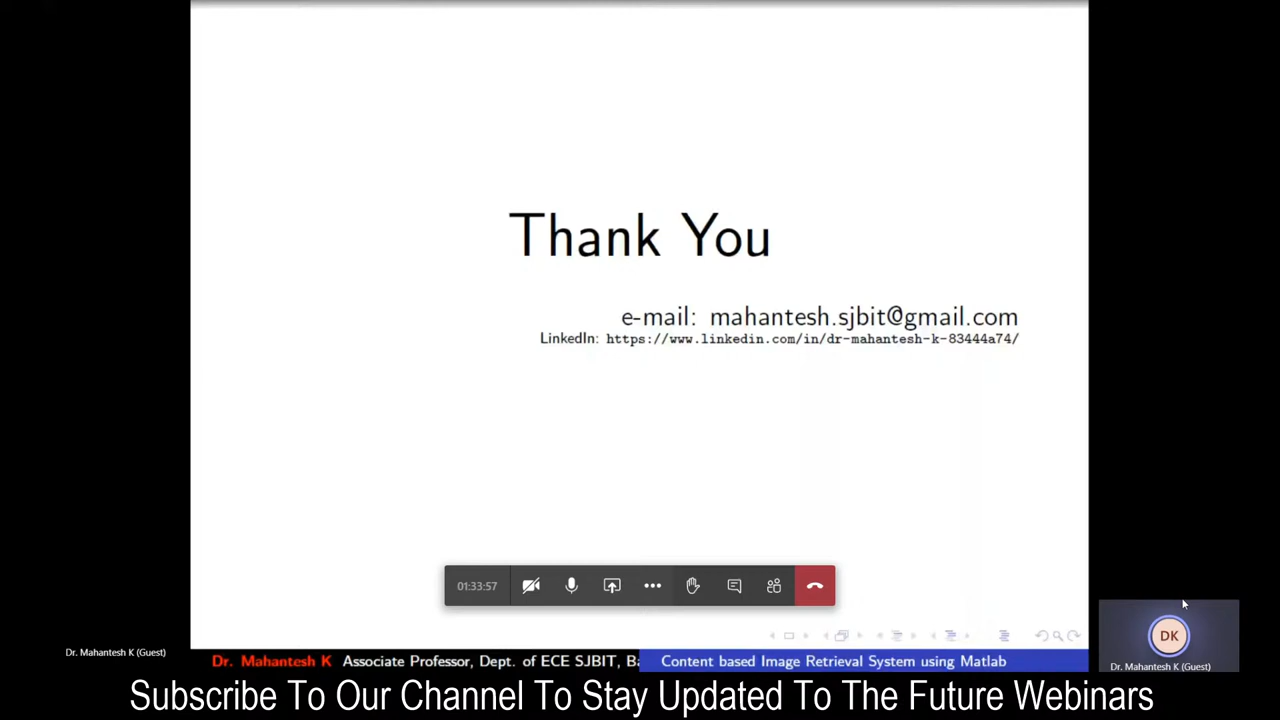 Thank You
e-mail: mahantesh.sjbit@gmail.com
LinkedIn: https://www.linkedin.com/in/dr-mahantesh-k-83444a74/
01:33:57
DK
Dr. Mahantesh K (Guest)
Dr. Mahantesh K (Guest)
Dr. Mahantesh K Associate Professor, Dept. of ECE SJBIT, Ba Content based Image Retrieval System using Matlab
Subscribe To Our Channel To Stay Updated To The Future Webinars